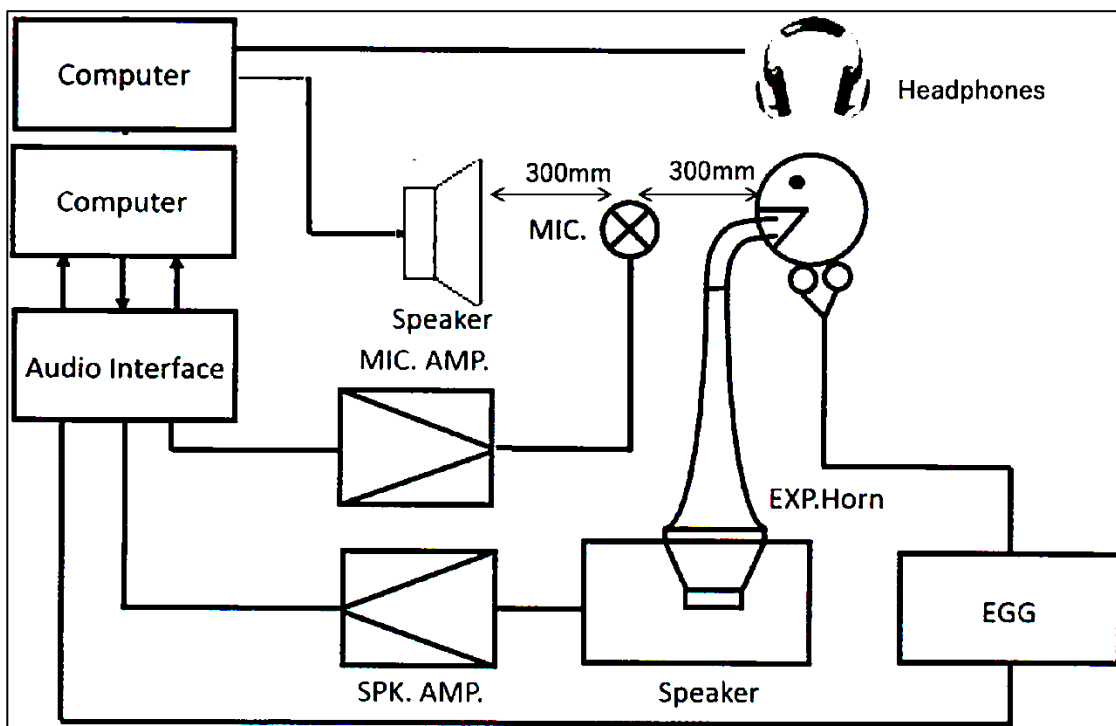 Computer
Headphones
Computer
300mm
300mm
MIC.
Speaker
Audio Interface
MIC. AMP.
EXP.Horn
EGG
SPK. AMP.
Speaker